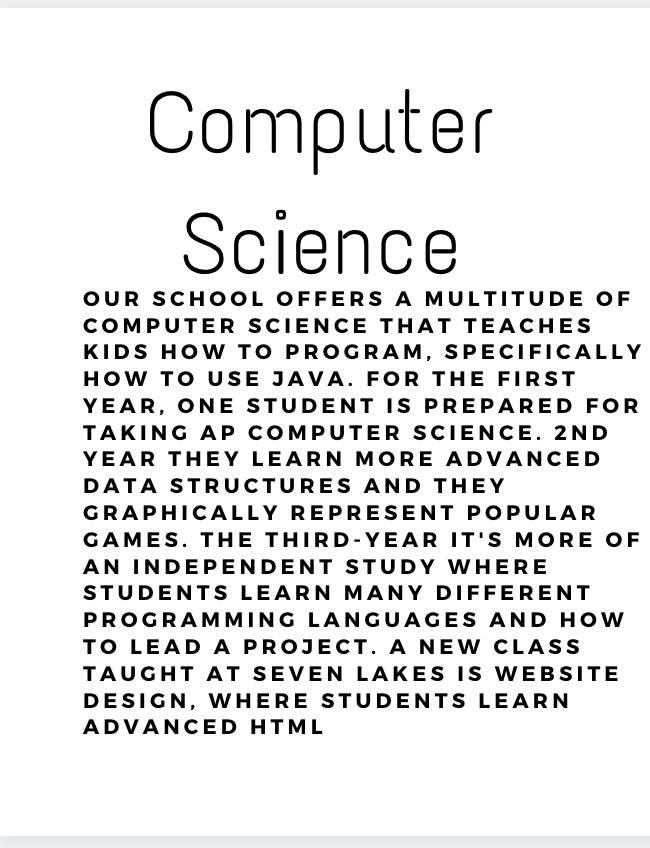 Computer
Science
OUR SCHOOL OFFERS A MULTITUDE OF
COMPUTER SCIENCE THAT TEACHES
KIDS HOW TO PROGRAM, SPECIFICALLY
HOW TO USE JAVA. FOR THE FIRST
YEAR, ONE STUDENT IS PREPARED FOR
TAKING AP COMPUTER SCIENCE. 2ND
YEAR THEY LEARN MORE ADVANCED
DATA STRUCTURES AND THEY
GRAPHICALLY REPRESENT POPULAR
GAMES. THE THIRD-YEAR IT'S MORE OF
AN INDEPENDENT STUDY WHERE
STUDENTS LEARN MANY DIFFERENT
PROGRAMMING LANGUAGES AND HOW
TO LEAD A PROJECT. A NEW CLASS
TAUGHT AT SEVEN LAKES IS WEBSITE
DESIGN, WHERE STUDENTS LEARN
ADVANCED HTML